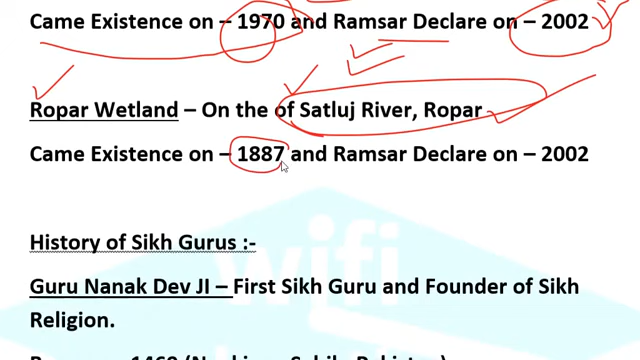 Came Existence on – 1970 and Ramsar Declare on – 2002
Ropar Wetland – On the of Satluj River, Ropar
Came Existence on – 1887 and Ramsar Declare on – 2002
wifi
History of Sikh Gurus :-
Guru Nanak Dev JI – First Sikh Guru and Founder of Sikh
Religion.